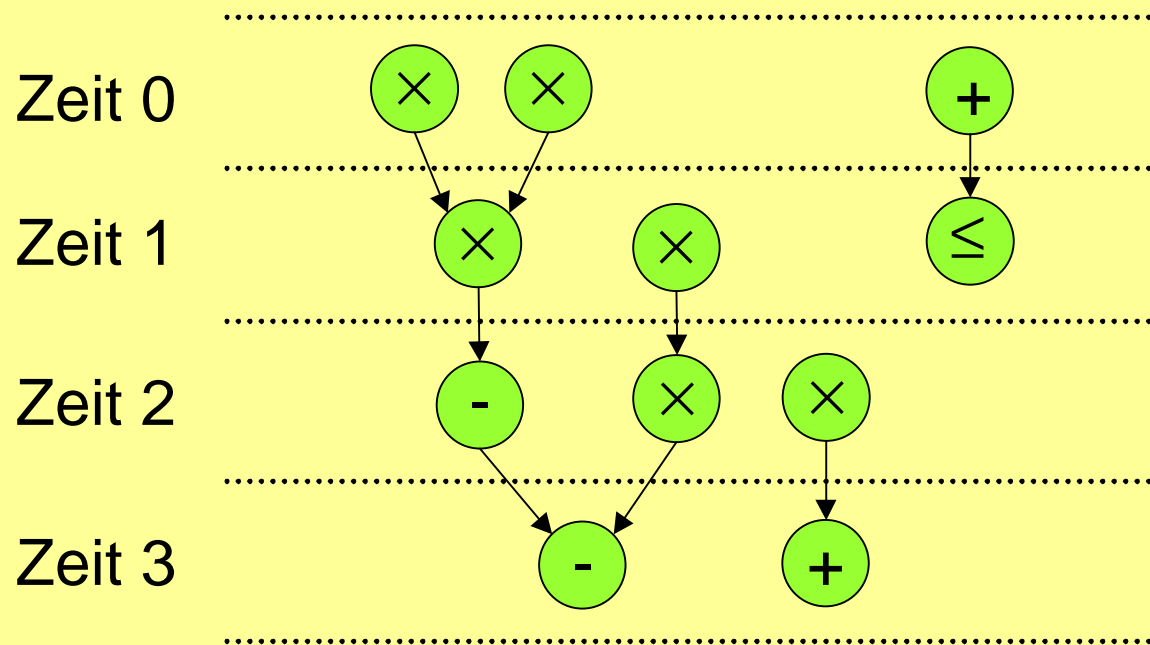 Zeit 0 × × +
Zeit 1 × × ≤
Zeit 2 - × ×
Zeit 3 - +